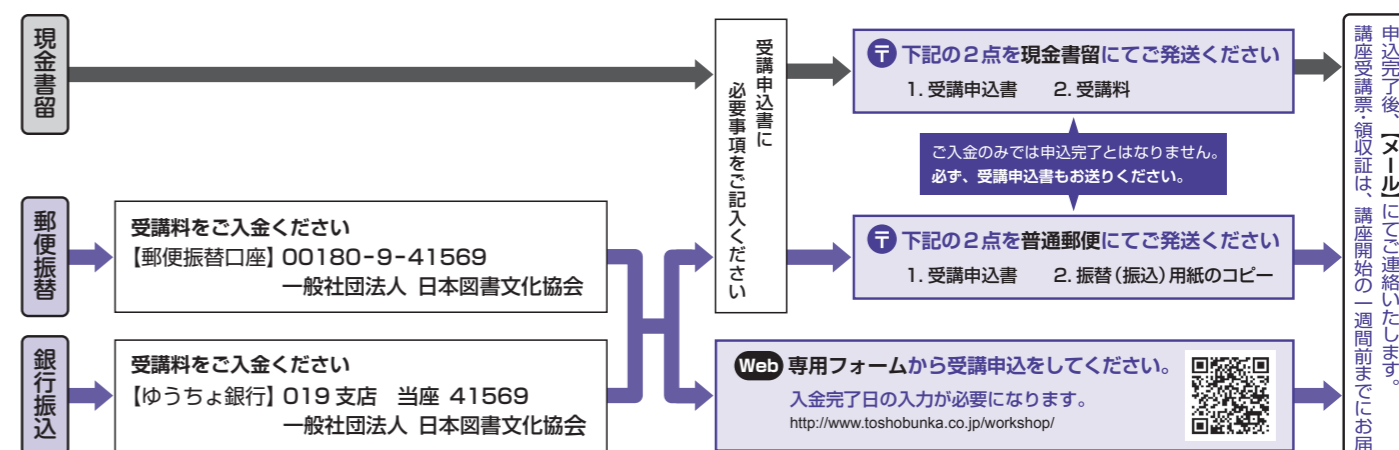 現金書留
受講申込書に
必要事項をご記入ください
〒 下記の2点を現金書留にてご発送ください
1. 受講申込書 2. 受講料
ご入金のみでは申込完了とはなりません。
必ず、受講申込書もお送りください。
郵便振替
受講料をご入金ください
【郵便振替口座】00180-9-41569
一般社団法人 日本図書文化協会
〒 下記の2点を普通郵便にてご発送ください
1. 受講申込書 2. 振替(振込)用紙のコピー
銀行振込
受講料をご入金ください
【ゆうちょ銀行】019支店 当座 41569
一般社団法人 日本図書文化協会
Web 専用フォームから受講申込をしてください。
入金完了日の入力が必要になります。
http://www.toshobunka.co.jp/workshop/
申込完了後、【メール】にてご連絡いたします。
講座受講票・領収証は、講座開始の一週間前までにお届